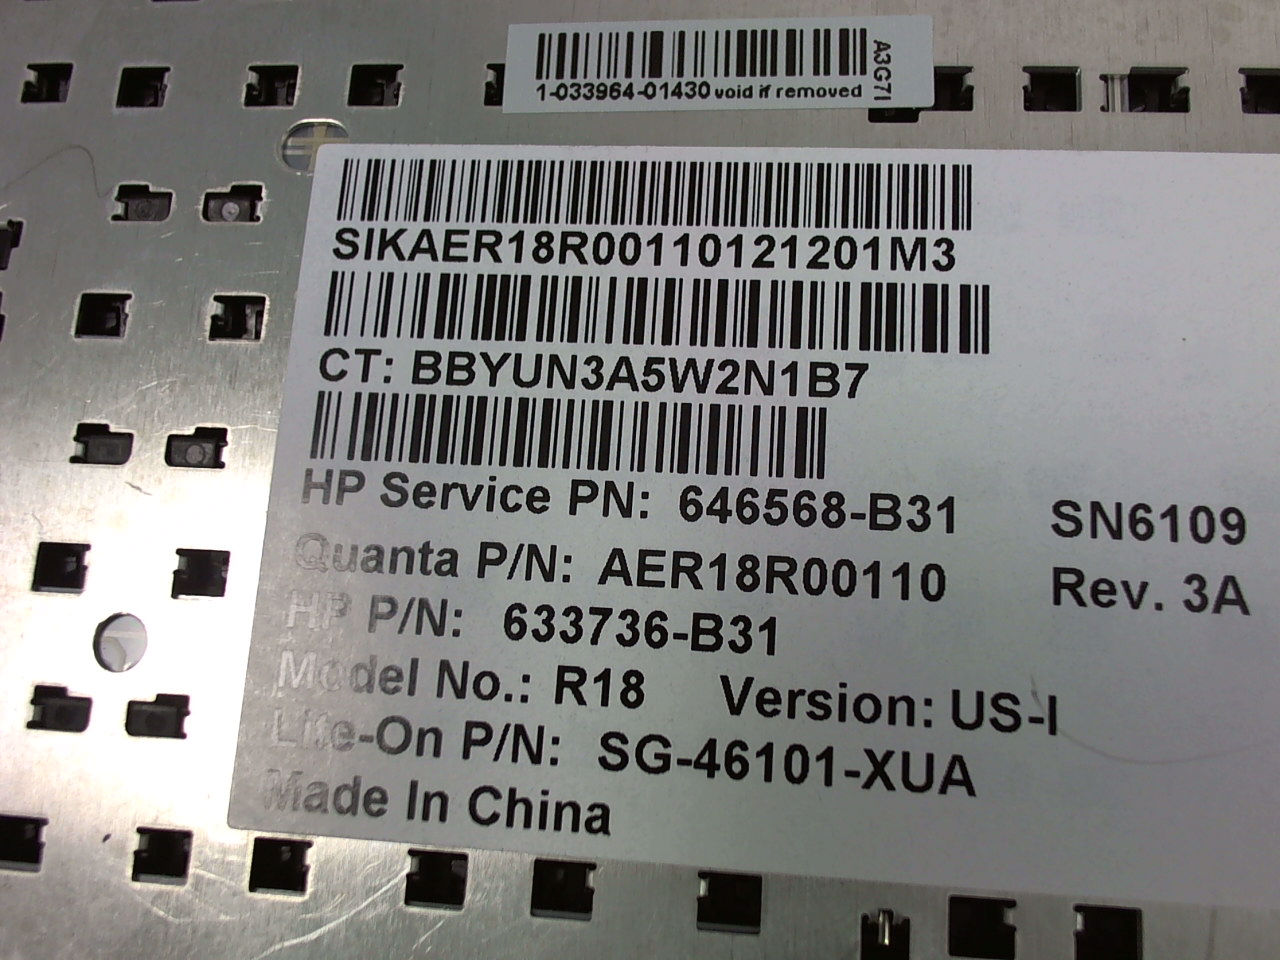 1-033964-01430 void if removed
A3G7I
SIKAER18R00110121201M3
CT: BBYUN3A5W2N1B7
HP Service PN: 646568-B31 SN6109
Quanta P/N: AER18R00110 Rev. 3A
HP P/N: 633736-B31
Model No.: R18 Version: US-I
Lite-On P/N: SG-46101-XUA
Made In China